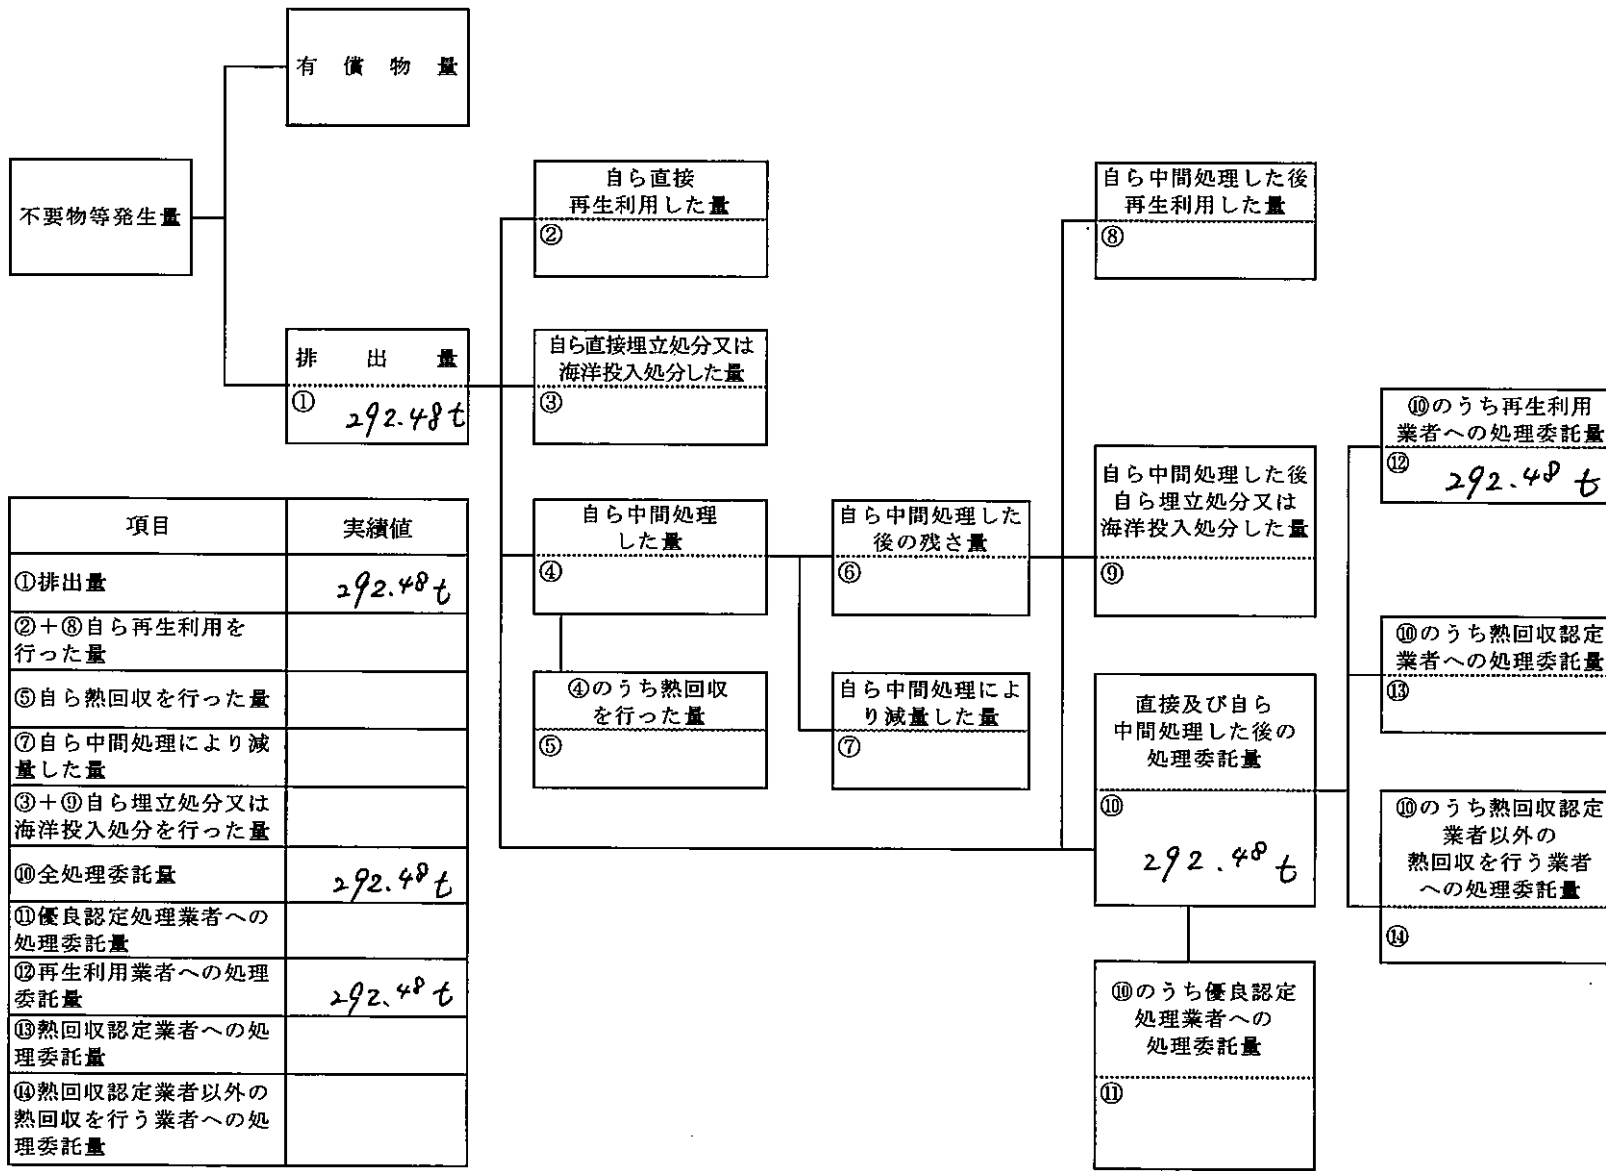 有償物量
不要物等発生量
排出量
①
292.48t
自ら直接
再生利用した量
②
自ら直接埋立処分又は
海洋投入処分した量
③
自ら中間処理
した量
④
④のうち熱回収
を行った量
⑤
自ら中間処理した
後の残さ量
⑥
自ら中間処理によ
り減量した量
⑦
自ら中間処理した後
再生利用した量
⑧
自ら中間処理した後
自ら埋立処分又は
海洋投入処分した量
⑨
直接及び自ら
中間処理した後の
処理委託量
⑩
292.48t
⑩のうち優良認定
処理業者への
処理委託量
⑪
⑩のうち再生利用
業者への処理委託量
⑫
292.48t
⑩のうち熱回収認定
業者への処理委託量
⑬
⑩のうち熱回収認定
業者以外の
熱回収を行う業者
への処理委託量
⑭
項目 実績値
①排出量 292.48t
②+⑧自ら再生利用を
行った量
⑤自ら熱回収を行った量
⑦自ら中間処理により減
量した量
③+⑨自ら埋立処分又は
海洋投入処分を行った量
⑩全処理委託量 292.48t
⑪優良認定処理業者への
処理委託量
⑫再生利用業者への処理
委託量 292.48t
⑬熱回収認定業者への処
理委託量
⑭熱回収認定業者以外の
熱回収を行う業者への処
理委託量